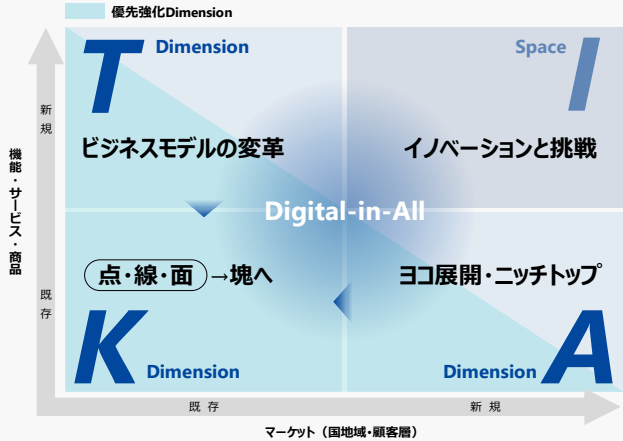 優先強化Dimension
T Dimension
Space I
ビジネスモデルの変革
イノベーションと挑戦
Digital-in-All
点・線・面→塊へ
ヨコ展開・ニッチトップ
K Dimension
Dimension A
機能・サービス・商品
新規
既存
既存
新規
マーケット（国地域・顧客層）